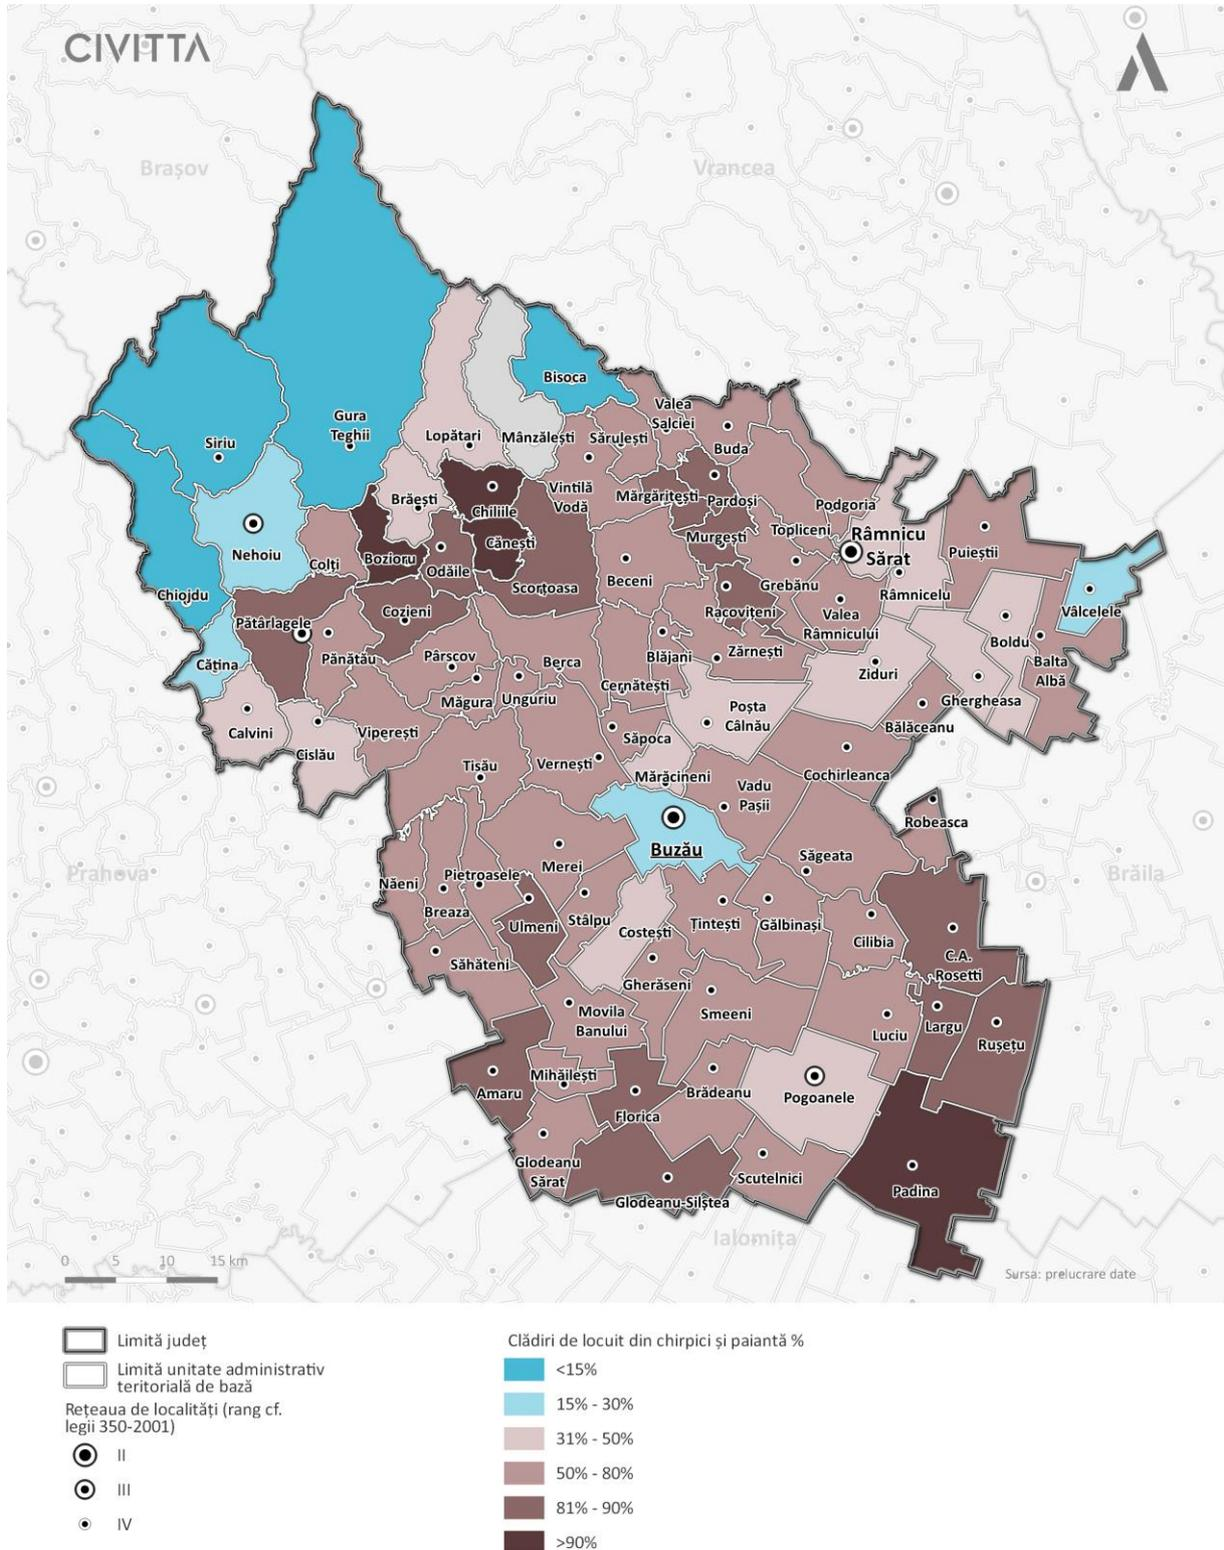 CIVITTA
Brașov
Vrancea
Bisoca
Gura
Teghii
Siriu
Lopătari
Mânzălești
Sărulești
Valea
Salciei
Buda
Vintilă
Vodă
Mărgăritești
Pardoși
Podgoria
Brăești
Chiliile
Topliceni
Râmnicu
Sărat
Puieștii
Nehoiu
Colți
Bozioru
Odăile
Cănești
Scorțoasa
Beceni
Murgești
Grebănu
Râmnicelu
Vâlcelele
Chiojdu
Pătârlagele
Cozieni
Racovițeni
Valea
Râmnicului
Boldu
Cătina
Pănătău
Pârscov
Berca
Blăjani
Zărnești
Ziduri
Balta
Albă
Măgura
Unguriu
Cernătești
Ghergheasa
Calvini
Cislău
Viperești
Săpoca
Poșta
Câlnău
Bălăceanu
Tisău
Vernești
Mărăcineni
Vadu
Pașii
Cochirleanca
Robeasca
Buzău
Prahova
Brăila
Năeni
Pietroasele
Merei
Săgeata
Breaza
Ulmeni
Stâlpu
Costești
Țintești
Gălbinași
Cilibia
C.A.
Rosetti
Săhăteni
Gherăseni
Movila
Banului
Smeeni
Luciu
Largu
Rușețu
Amaru
Mihăilești
Florica
Brădeanu
Pogoanele
Glodeanu
Sărat
Glodeanu-Siliștea
Scutelnici
Padina
Ialomița
0 5 10 15 km
Sursa: prelucrare date
Limită județ
Limită unitate administrativ
teritorială de bază
Rețeaua de localități (rang cf.
legii 350-2001)
II
III
IV
Clădiri de locuit din chirpici și paiantă %
<15%
15% - 30%
31% - 50%
50% - 80%
81% - 90%
>90%